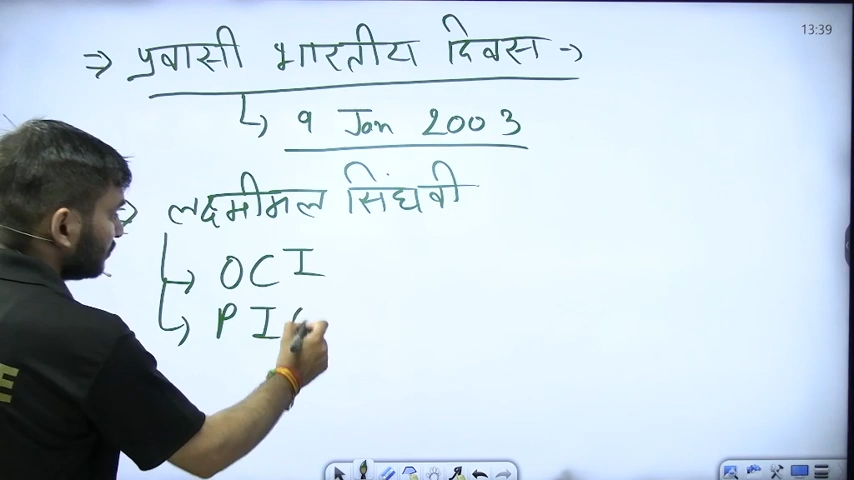 13:39
⇒ प्रवासी भारतीय दिवस →
↳ 9 Jan 2003
लक्ष्मीमल सिंघवी
↳ OCI
↳ PI
E